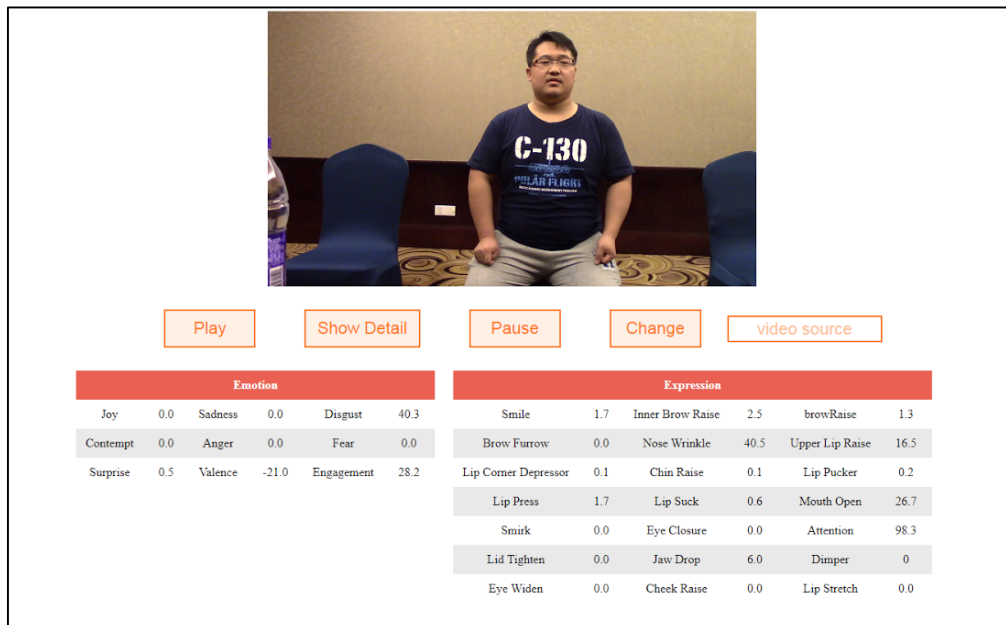 C-130
POLAR FLIGHT
Play Show Detail Pause Change video source
Emotion
Joy 0.0 Sadness 0.0 Disgust 40.3
Contempt 0.0 Anger 0.0 Fear 0.0
Surprise 0.5 Valence -21.0 Engagement 28.2
Expression
Smile 1.7 Inner Brow Raise 2.5 browRaise 1.3
Brow Furrow 0.0 Nose Wrinkle 40.5 Upper Lip Raise 16.5
Lip Corner Depressor 0.1 Chin Raise 0.1 Lip Pucker 0.2
Lip Press 1.7 Lip Suck 0.6 Mouth Open 26.7
Smirk 0.0 Eye Closure 0.0 Attention 98.3
Lid Tighten 0.0 Jaw Drop 6.0 Dimper 0
Eye Widen 0.0 Cheek Raise 0.0 Lip Stretch 0.0